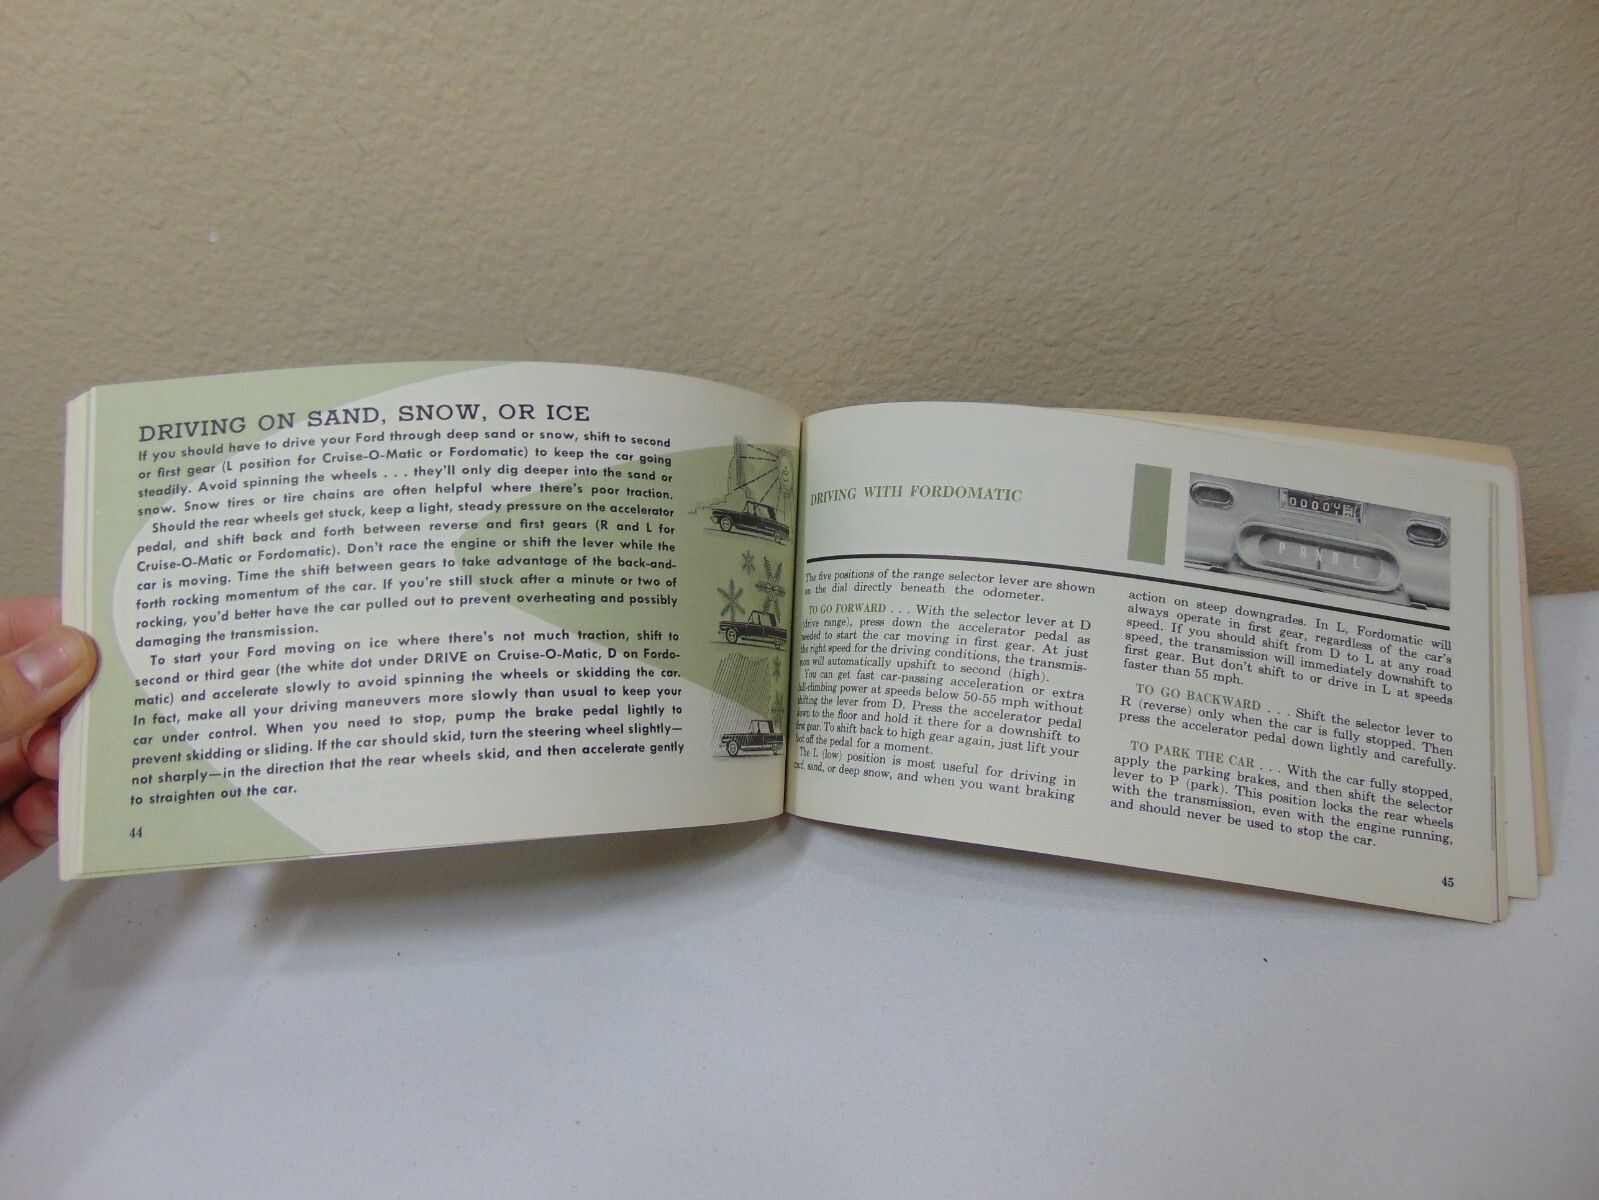 DRIVING ON SAND, SNOW, OR ICE
If you should have to drive your Ford through deep sand or snow, shift to second
or first gear (L position for Cruise-O-Matic or Fordomatic) to keep the car going
steadily. Avoid spinning the wheels . . . they'll only dig deeper into the sand or
snow. Snow tires or tire chains are often helpful where there's poor traction.
Should the rear wheels get stuck, keep a light, steady pressure on the accelerator
pedal, and shift back and forth between reverse and first gears (R and L for
Cruise-O-Matic or Fordomatic). Don't race the engine or shift the lever while the
car is moving. Time the shift between gears to take advantage of the back-and-
forth rocking momentum of the car. If you're still stuck after a minute or two of
rocking, you'd better have the car pulled out to prevent overheating and possibly
damaging the transmission.
To start your Ford moving on ice where there's not much traction, shift to
second or third gear (the white dot under DRIVE on Cruise-O-Matic, D on Fordo-
matic) and accelerate slowly to avoid spinning the wheels or skidding the car.
In fact, make all your driving maneuvers more slowly than usual to keep your
car under control. When you need to stop, pump the brake pedal lightly to
prevent skidding or sliding. If the car should skid, turn the steering wheel slightly—
not sharply—in the direction that the rear wheels skid, and then accelerate gently
to straighten out the car.
44
DRIVING WITH FORDOMATIC
P R N D L
The five positions of the range selector lever are shown
on the dial directly beneath the odometer.
TO GO FORWARD . . . With the selector lever at D
(drive range), press down the accelerator pedal as
needed to start the car moving in first gear. At just
the right speed for the driving conditions, the transmis-
sion will automatically upshift to second (high).
You can get fast car-passing acceleration or extra
hill-climbing power at speeds below 50-55 mph without
shifting the lever from D. Press the accelerator pedal
down to the floor and hold it there for a downshift to
first gear. To shift back to high gear again, just lift your
foot off the pedal for a moment.
The L (low) position is most useful for driving in
mud, sand, or deep snow, and when you want braking
action on steep downgrades. In L, Fordomatic will
always operate in first gear, regardless of the car's
speed. If you should shift from D to L at any road
speed, the transmission will immediately downshift to
first gear. But don't shift to or drive in L at speeds
faster than 55 mph.
TO GO BACKWARD . . . Shift the selector lever to
R (reverse) only when the car is fully stopped. Then
press the accelerator pedal down lightly and carefully.
TO PARK THE CAR . . . With the car fully stopped,
apply the parking brakes, and then shift the selector
lever to P (park). This position locks the rear wheels
with the transmission, even with the engine running,
and should never be used to stop the car.
45